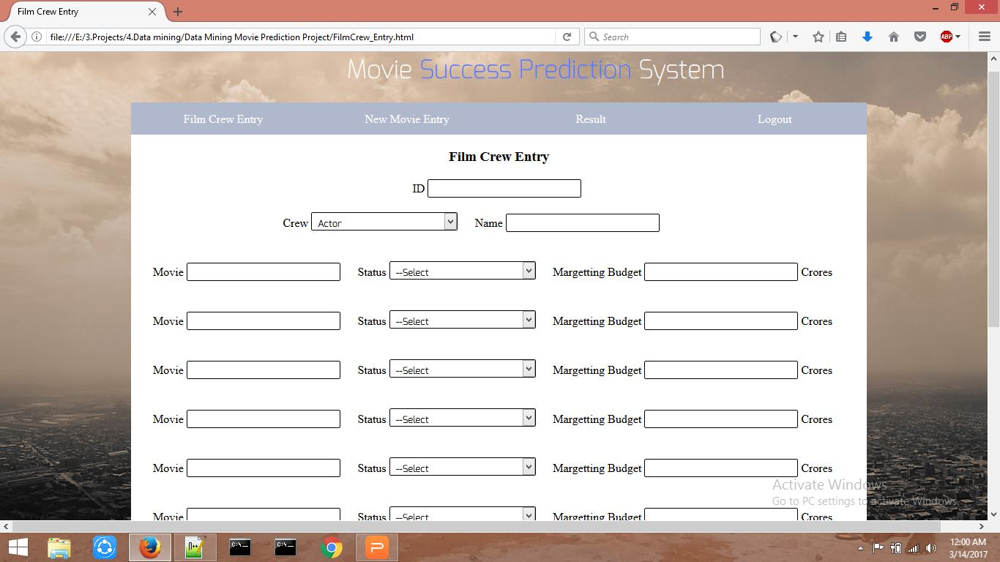 Film Crew Entry
file:///E:/3.Projects/4.Data mining/Data Mining Movie Prediction Project/FilmCrew_Entry.html
Search
ABP
Movie Success Prediction System
Film Crew Entry New Movie Entry Result Logout
Film Crew Entry
ID
Crew Actor Name
Movie Status --Select Margetting Budget Crores
Movie Status --Select Margetting Budget Crores
Movie Status --Select Margetting Budget Crores
Movie Status --Select Margetting Budget Crores
Movie Status --Select Margetting Budget Crores
Activate Windows
Go to PC settings to activate Windows.
Movie Status --Select Margetting Budget Crores
12:00 AM
3/14/2017